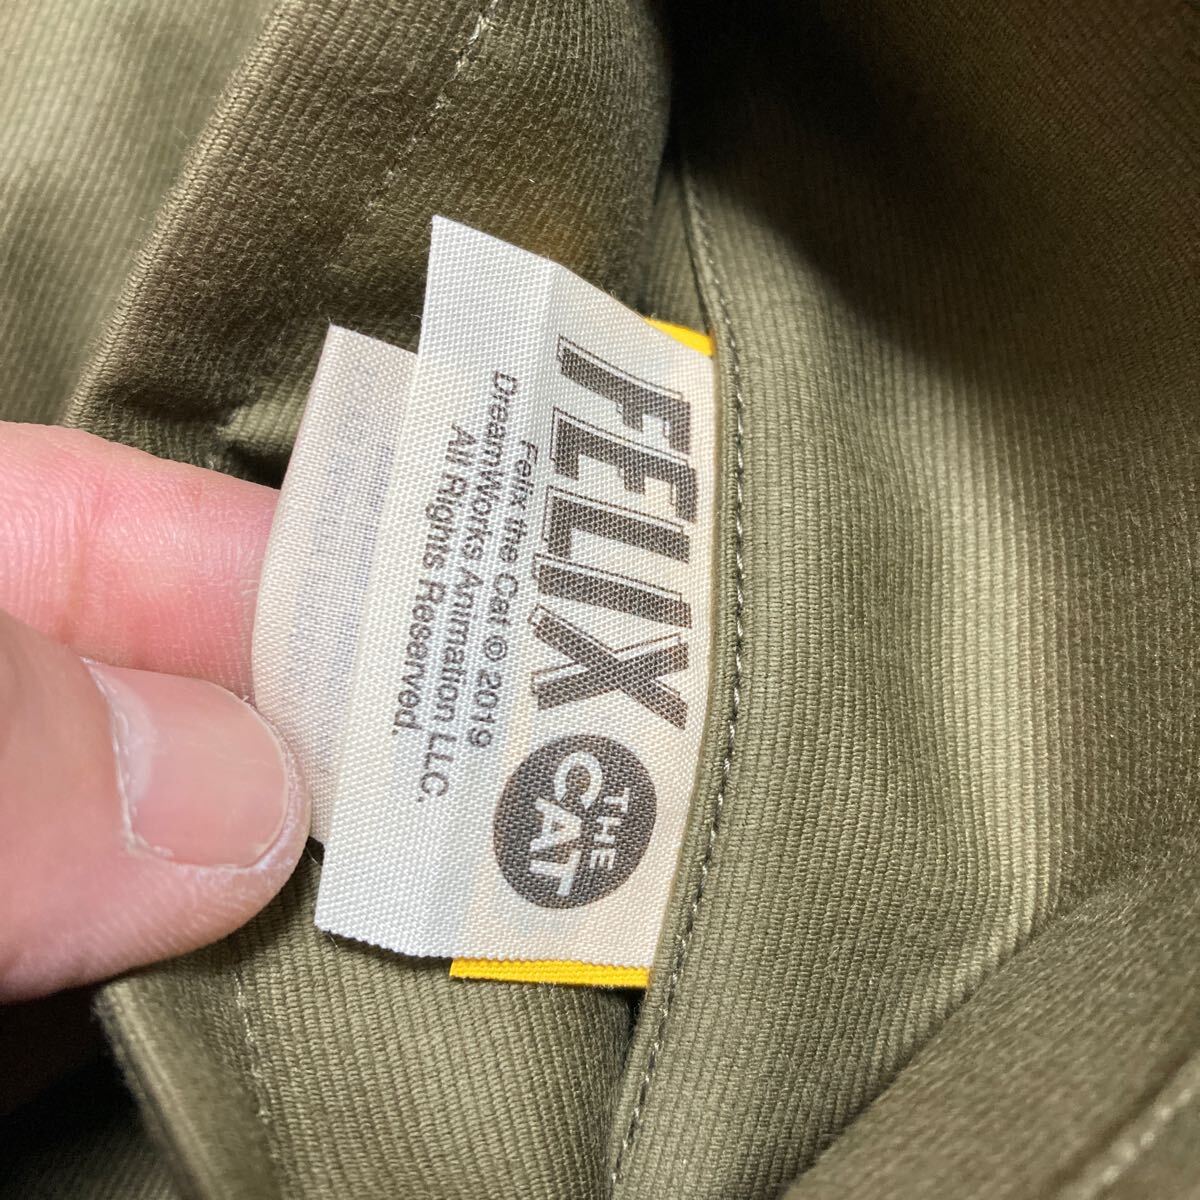 FELIX
THE
CAT
Felix the Cat © 2019
DreamWorks Animation LLC.
All Rights Reserved.